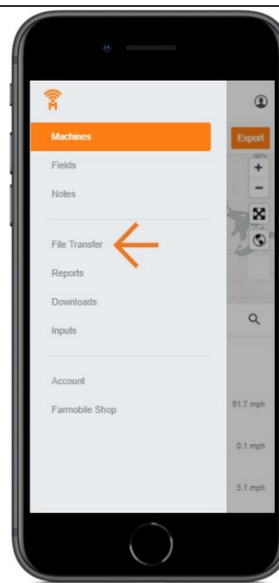 M
Machines
Export
Fields
+
Notes
-
File Transfer
Reports
Downloads
Inputs
Account
Farmobile Shop
61.7 mph
0.1 mph
5.1 mph